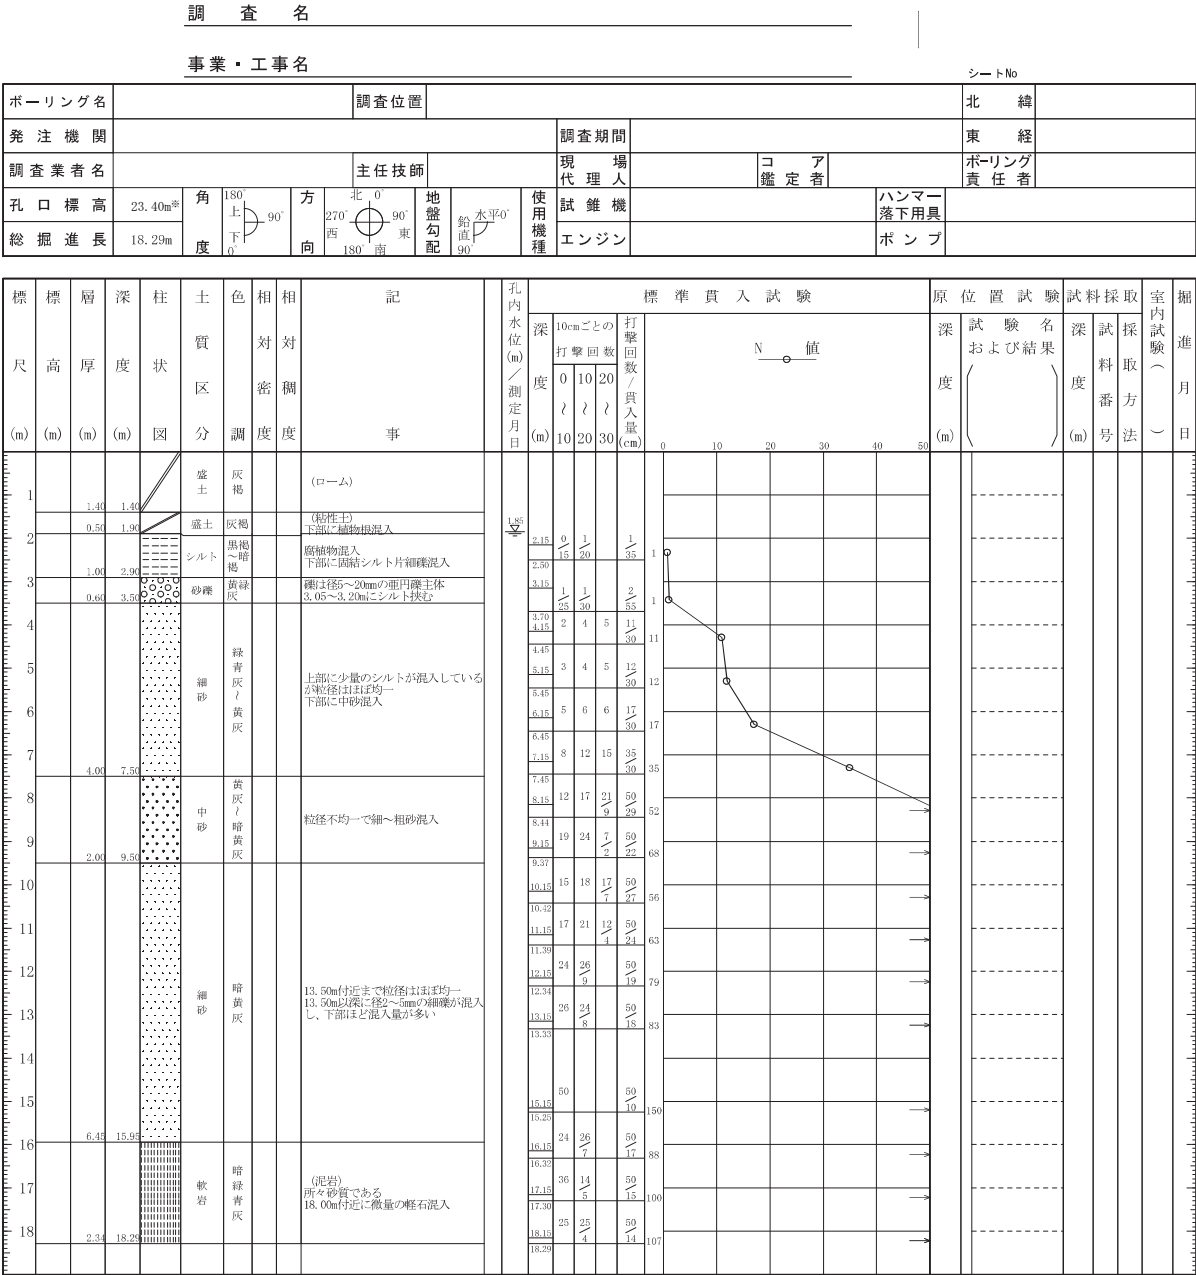 調査名
事業・工事名
シートNo
ボーリング名 調査位置 北緯
発注機関 調査期間 東経
調査業者名 主任技師 現場代理人 コア鑑定者 ボーリング責任者
孔口標高 23.40m※ 角度 180° 上 90° 下 0° 方向 北 0° 270° 西 90° 東 180° 南 地盤勾配 鉛直 90° 水平0° 使用機種 試錐機 ハンマー落下用具
総掘進長 18.29m エンジン ポンプ
標尺(m) 標高(m) 層厚(m) 深度(m) 柱状図 土質区分 色調 相対密度 相対稠度 記事 孔内水位(m)/測定月日 標準貫入試験 原位置試験 試料採取 室内試験( ) 掘進月日
深度(m) 10cmごとの打撃回数 0~10 10~20 20~30 打撃回数/貫入量(cm) N値 深度(m) 試験名および結果 深度(m) 試料番号 採取方法
0 10 20 30 40 50
1 1.40 1.40 盛土 灰褐 (ローム)
0.50 1.90 盛土 灰褐 (粘性土)
下部に植物根混入
1.85
2 1.00 2.90 シルト 黒褐~暗褐 腐植物混入
下部に固結シルト片細礫混入
2.15 0/15 1/20 1/35 1
2.50
3 0.60 3.50 砂礫 黄緑灰 礫は径5~20mmの亜円礫主体
3.05~3.20mにシルト挟む
3.15 1/25 1/30 2/55 1
3.70
4 4.15 2 4 5 11/30 11
4.45
5 細砂 緑青灰~黄灰 上部に少量のシルトが混入している
が粒径はほぼ均一
下部に中砂混入
5.15 3 4 5 12/30 12
5.45
6 6.15 5 6 6 17/30 17
6.45
7 4.00 7.50 7.15 8 12 15 35/30 35
7.45
8 中砂 黄灰~暗黄灰 粒径不均一で細~粗砂混入
8.15 12 17 21/9 50/29 52
8.44
9 2.00 9.50 9.15 19 24 7/2 50/22 68
9.37
10 10.15 15 18 17/7 50/27 56
10.42
11 11.15 17 21 12/4 50/24 63
11.39
12 12.15 24 26/9 50/19 79
12.34
細砂 暗黄灰 13.50m付近まで粒径はほぼ均一
13.50m以深に径2~5mmの細礫が混入
し、下部ほど混入量が多い
13 13.15 26 24/8 50/18 83
13.33
14
15 15.15 50 50/10 150
15.25
6.45 15.95
16 16.15 24 26/7 50/17 88
16.32
17 軟岩 暗緑青灰 (泥岩)
所々砂質である
18.00m付近に微量の軽石混入
17.15 36 14/5 50/15 100
17.30
18 2.34 18.29 18.15 25 25/4 50/14 107
18.29